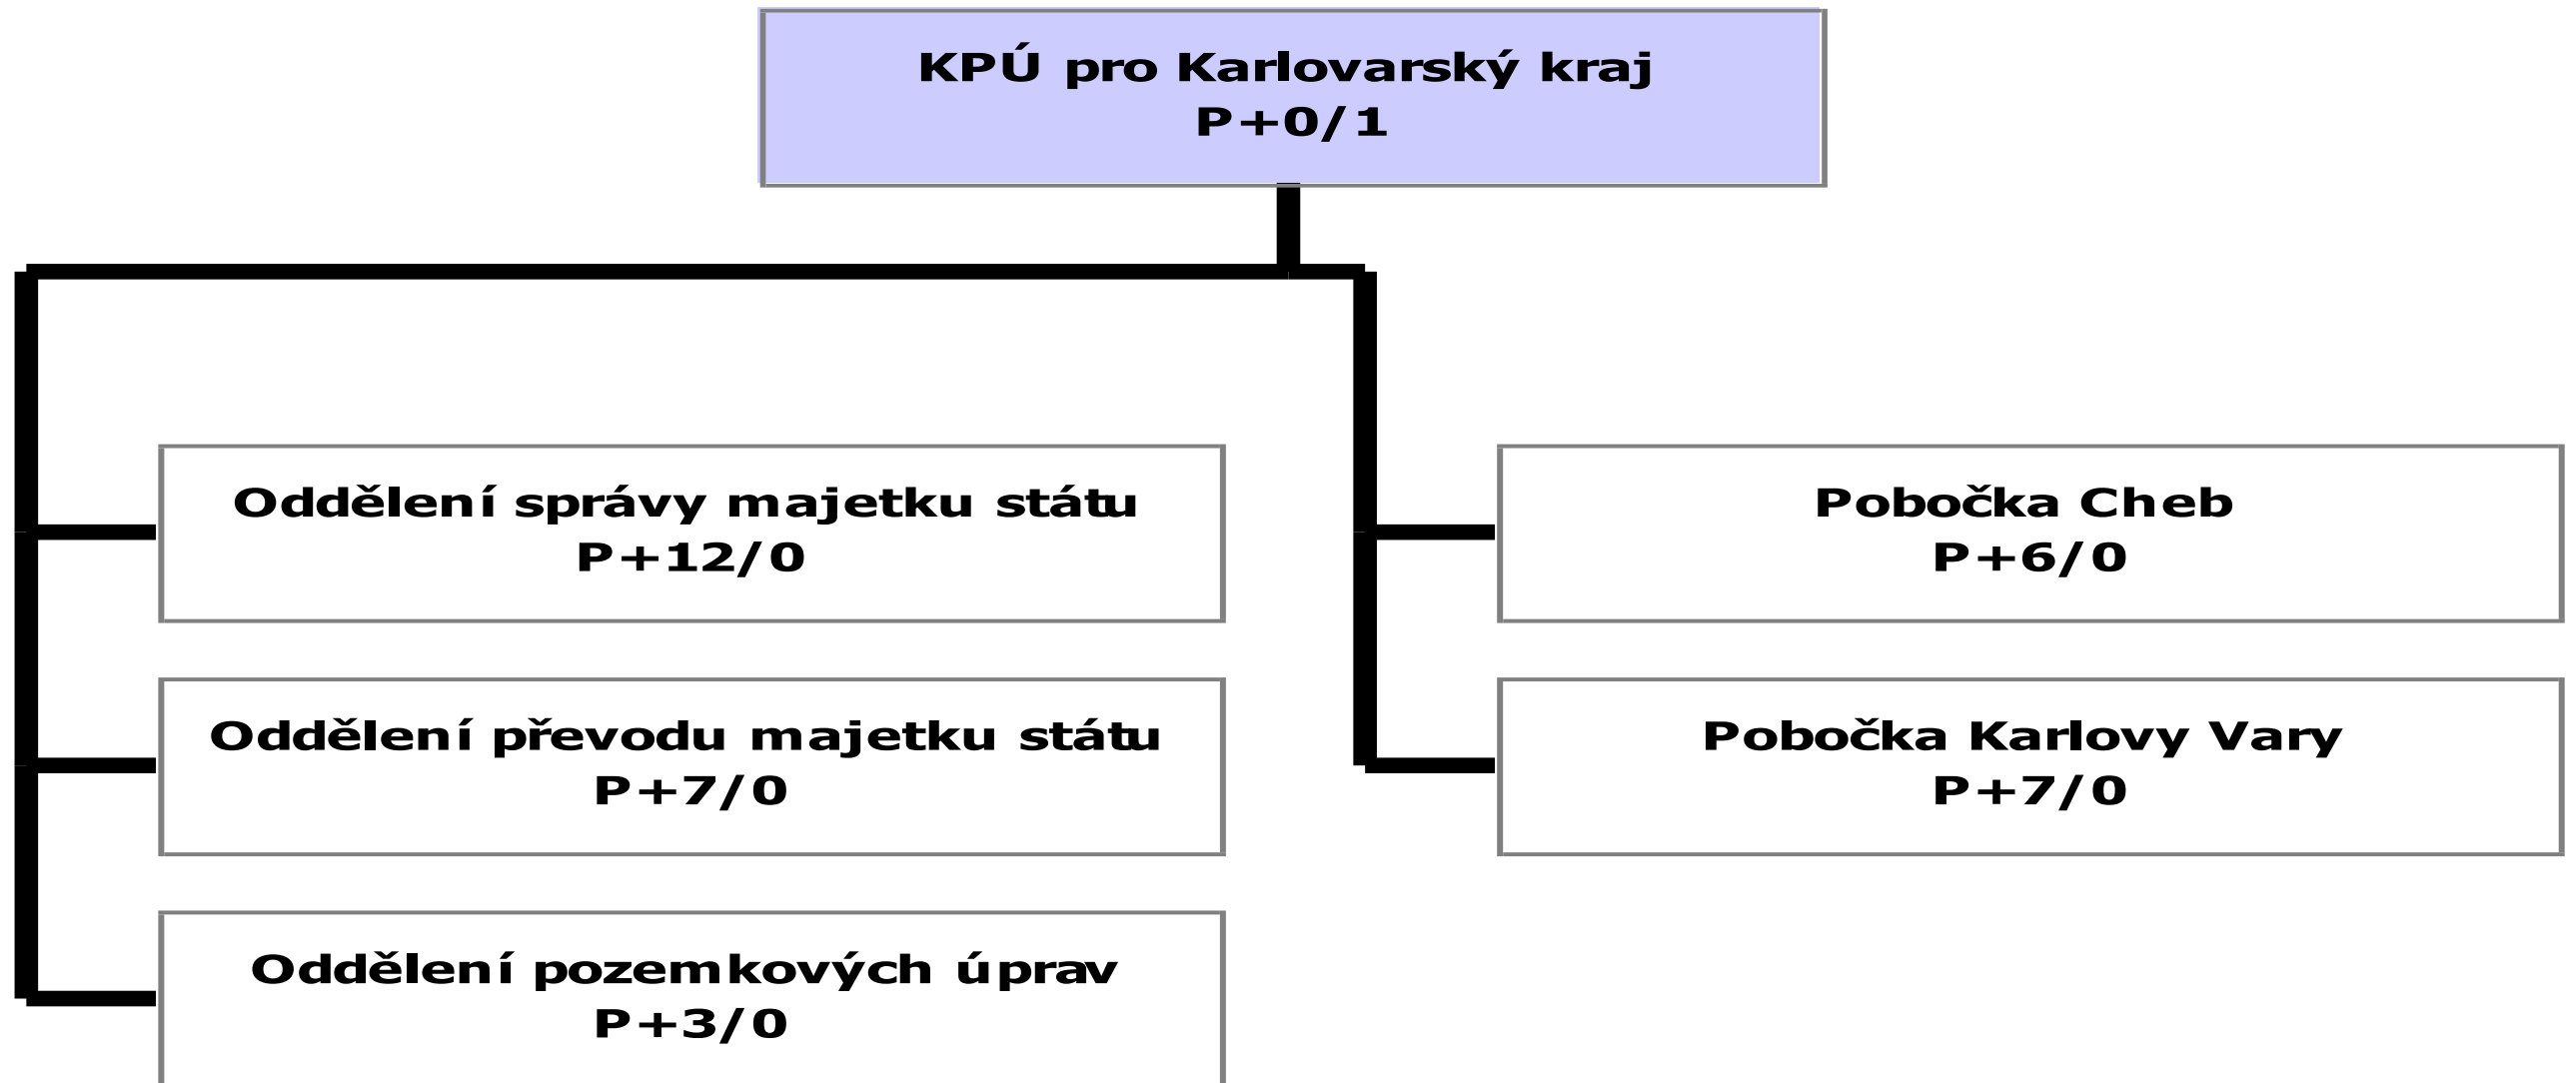 KPÚ pro Karlovarský kraj
P+0/1
Oddělení správy majetku státu
P+12/0
Oddělení převodu majetku státu
P+7/0
Oddělení pozemkových úprav
P+3/0
Pobočka Cheb
P+6/0
Pobočka Karlovy Vary
P+7/0